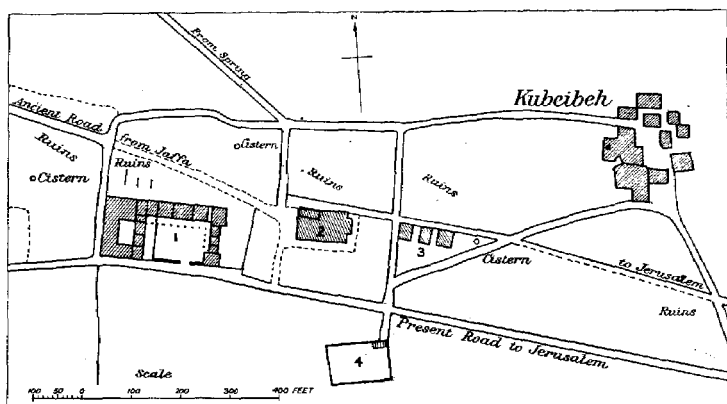 N
From Spring
Kubeibeh
Ancient Road
from Jaffa
Cistern
Ruins
Ruins
Ruins
Ruins
Cistern
1
2
3
Cistern
to Jerusalem
Ruins
Present Road to Jerusalem
4
Scale
100 50 0 100 200 300 400 FEET